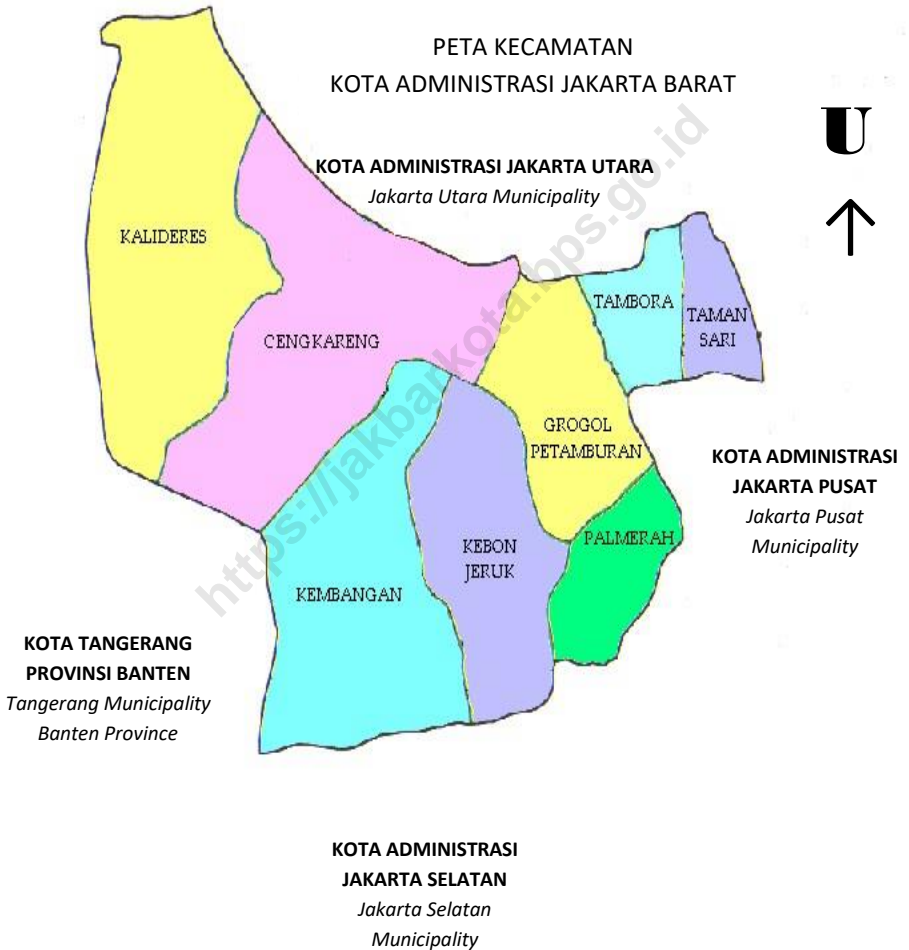 PETA KECAMATAN
KOTA ADMINISTRASI JAKARTA BARAT
U
KOTA ADMINISTRASI JAKARTA UTARA
Jakarta Utara Municipality
KALIDERES
CENGKARENG
TAMBORA
TAMAN
SARI
GROGOL
PETAMBURAN
KOTA ADMINISTRASI
JAKARTA PUSAT
Jakarta Pusat
Municipality
PALMERAH
KEBON
JERUK
KEMBANGAN
KOTA TANGERANG
PROVINSI BANTEN
Tangerang Municipality
Banten Province
KOTA ADMINISTRASI
JAKARTA SELATAN
Jakarta Selatan
Municipality
https://jakbarkota.bps.go.id